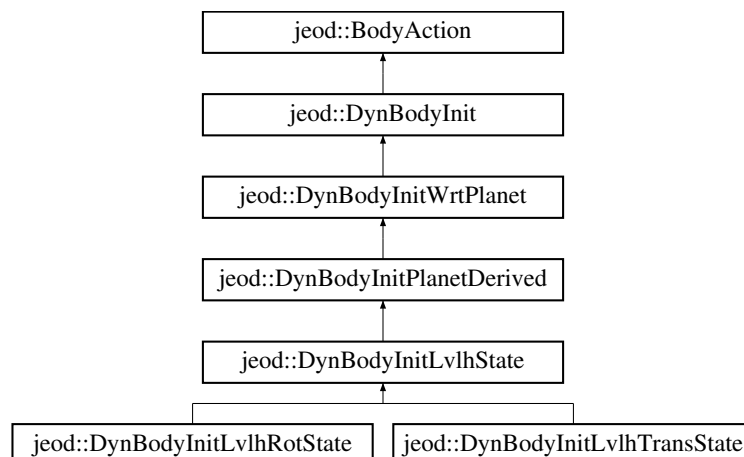 jeod::BodyAction
jeod::DynBodyInit
jeod::DynBodyInitWrtPlanet
jeod::DynBodyInitPlanetDerived
jeod::DynBodyInitLvlhState
jeod::DynBodyInitLvlhRotState
jeod::DynBodyInitLvlhTransState